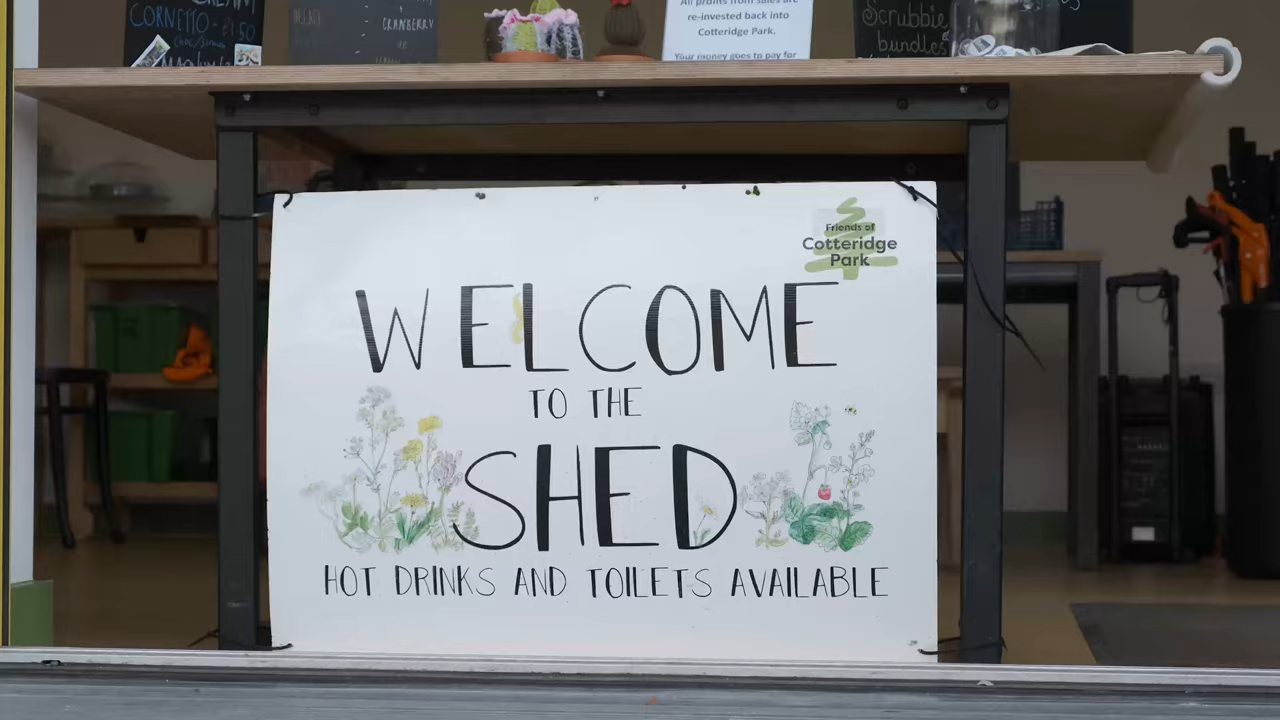 CORNETTO - £1.50
CRANBERRY
All profits from sales are
re-invested back into
Cotteridge Park.
Your money goes to pay for
Scrubbie
bundles
Friends of
Cotteridge
Park
WELCOME
TO THE
SHED
HOT DRINKS AND TOILETS AVAILABLE